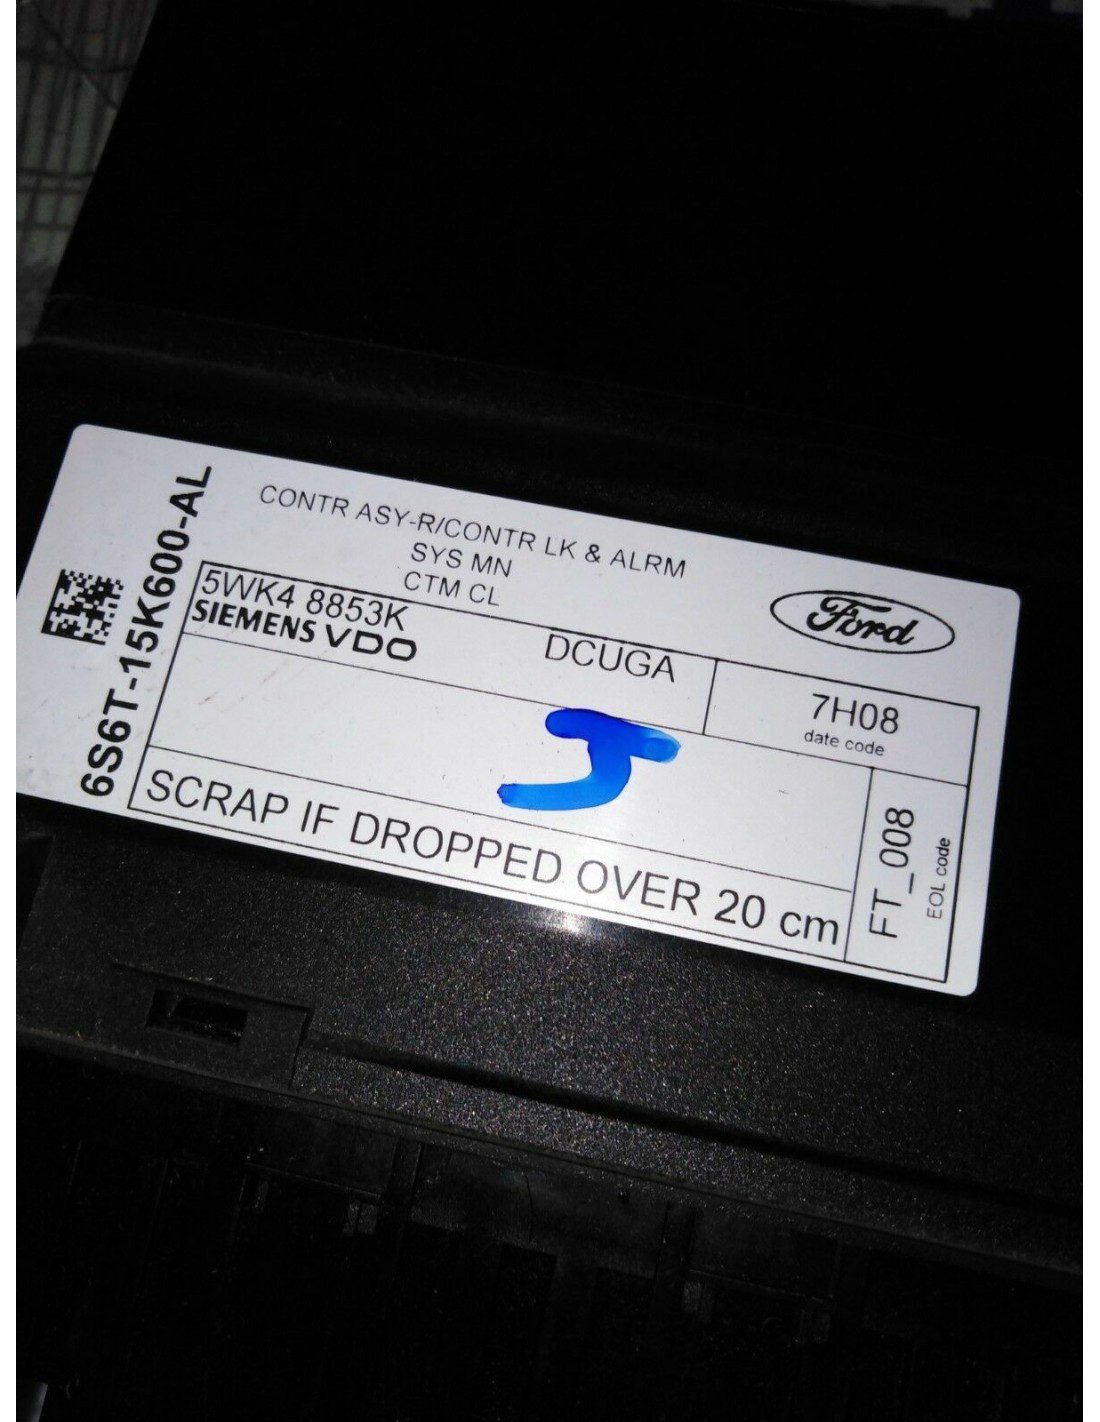 CONTR ASY-R/CONTR LK & ALRM
SYS MN
CTM CL
6S6T-15K600-AL
5WK4 8853K
SIEMENS VDO
DCUGA
Ford
7H08
date code
J
SCRAP IF DROPPED OVER 20 cm
FT_008
EOL code